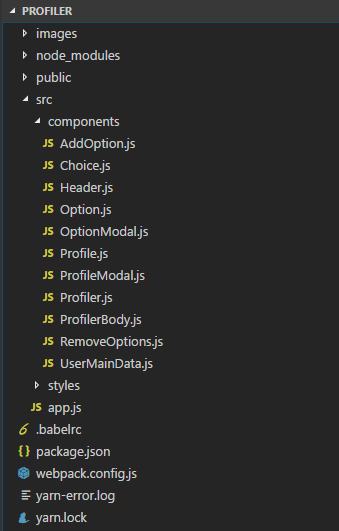 PROFILER
images
node_modules
public
src
components
JS AddOption.js
JS Choice.js
JS Header.js
JS Option.js
JS OptionModal.js
JS Profile.js
JS ProfileModal.js
JS Profiler.js
JS ProfilerBody.js
JS RemoveOptions.js
JS UserMainData.js
styles
JS app.js
.babelrc
{ } package.json
webpack.config.js
yarn-error.log
yarn.lock